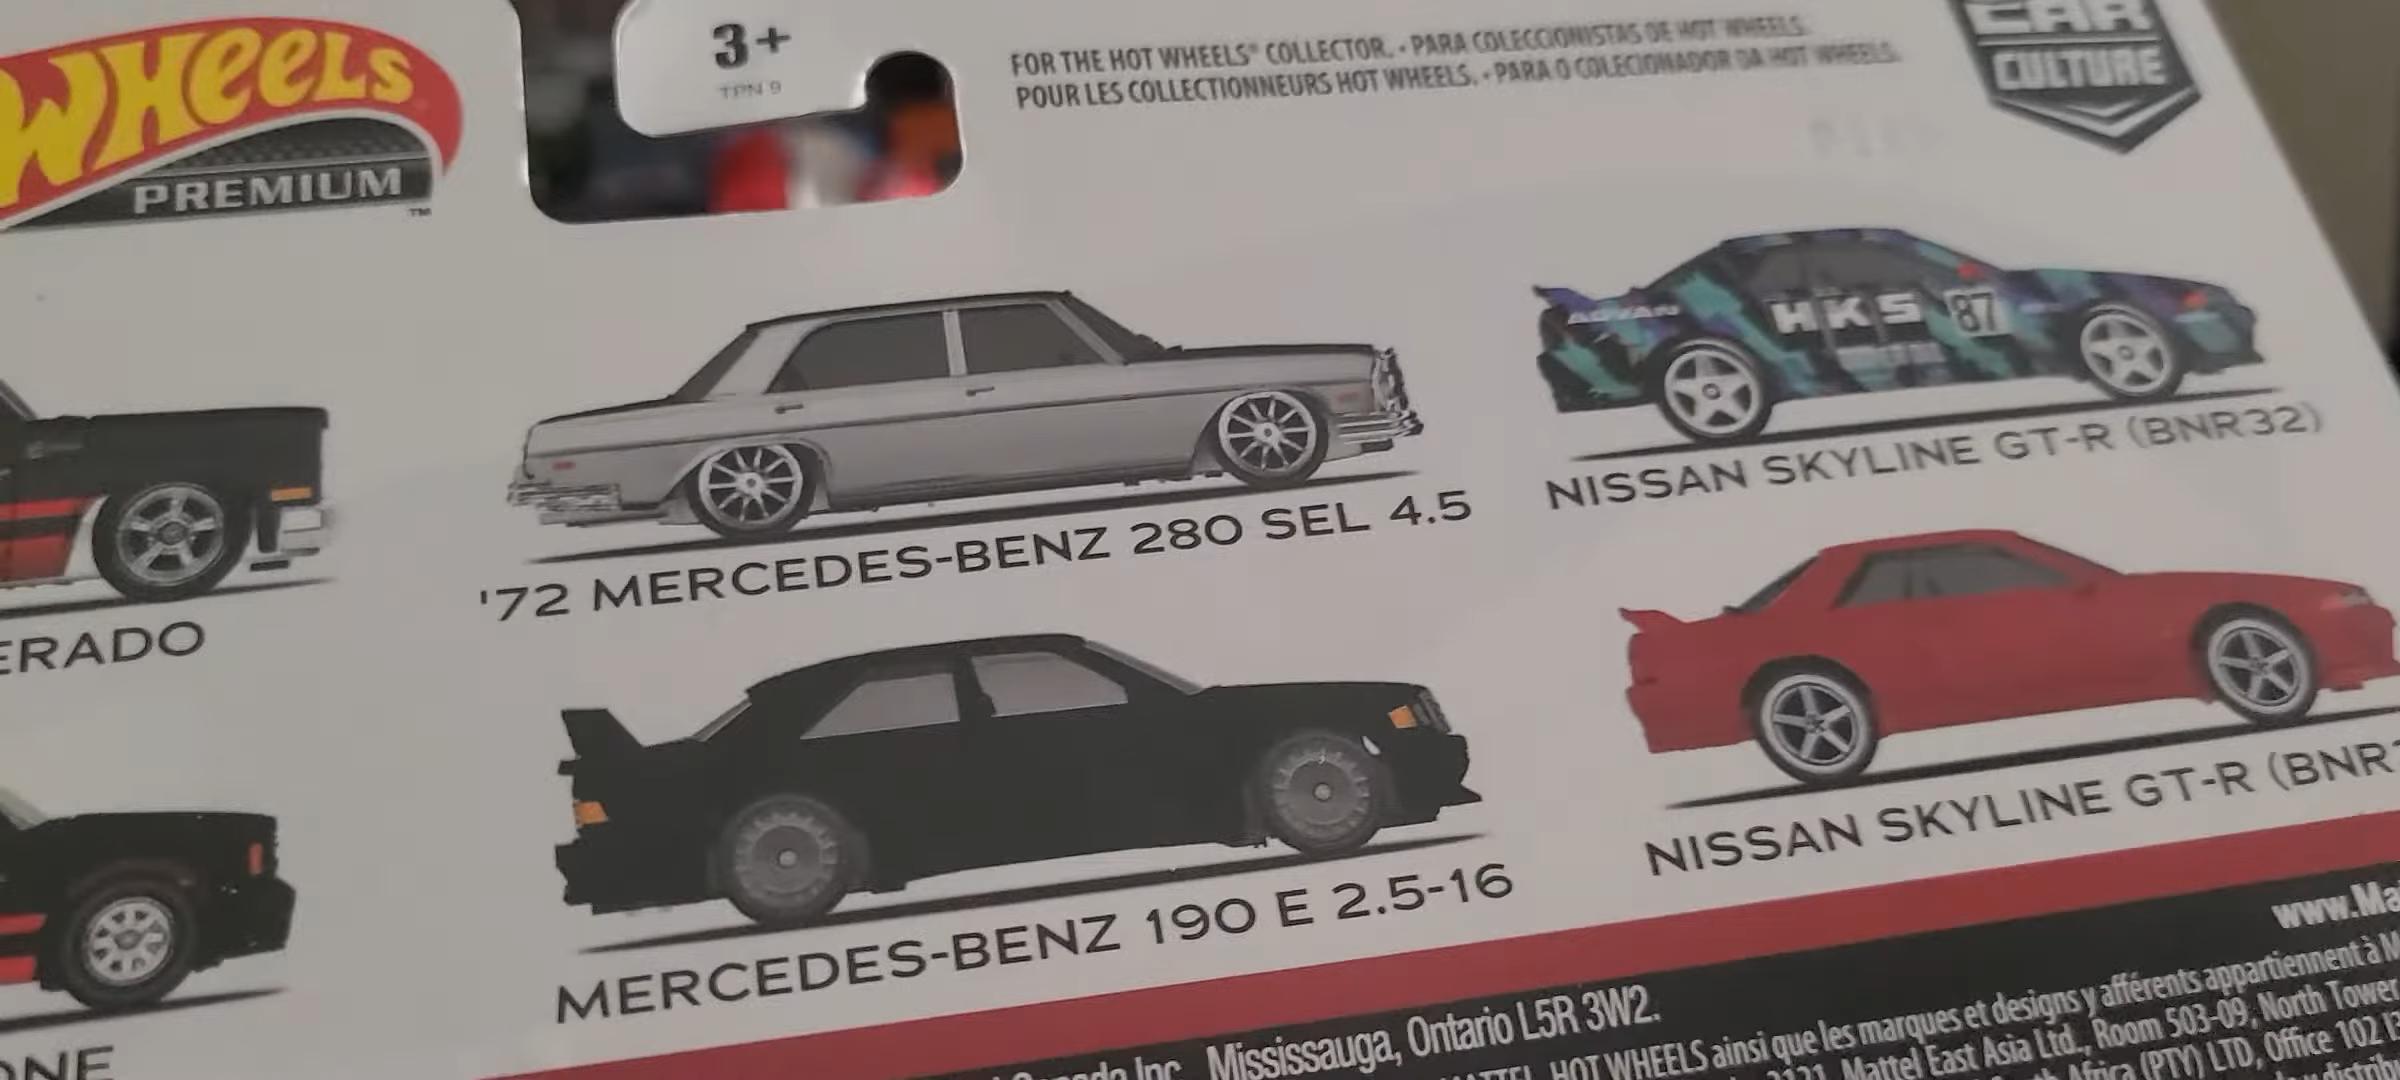 WHEELS
PREMIUM
™
3+
TPN 9
FOR THE HOT WHEELS® COLLECTOR. • PARA COLECCIONISTAS DE HOT WHEELS.
POUR LES COLLECTIONNEURS HOT WHEELS. • PARA O COLECIONADOR DA HOT WHEELS.
CAR
CULTURE
ADVAN
HKS
87
ERADO
'72 MERCEDES-BENZ 280 SEL 4.5
NISSAN SKYLINE GT-R (BNR32)
ONE
MERCEDES-BENZ 190 E 2.5-16
NISSAN SKYLINE GT-R (BNR
www.Ma
Inc., Mississauga, Ontario L5R 3W2.
HOT WHEELS ainsi que les marques et designs y afférents appartiennent à M
Mattel East Asia Ltd., Room 503-09, North Tower
Africa (PTY) LTD, Office 102 I3